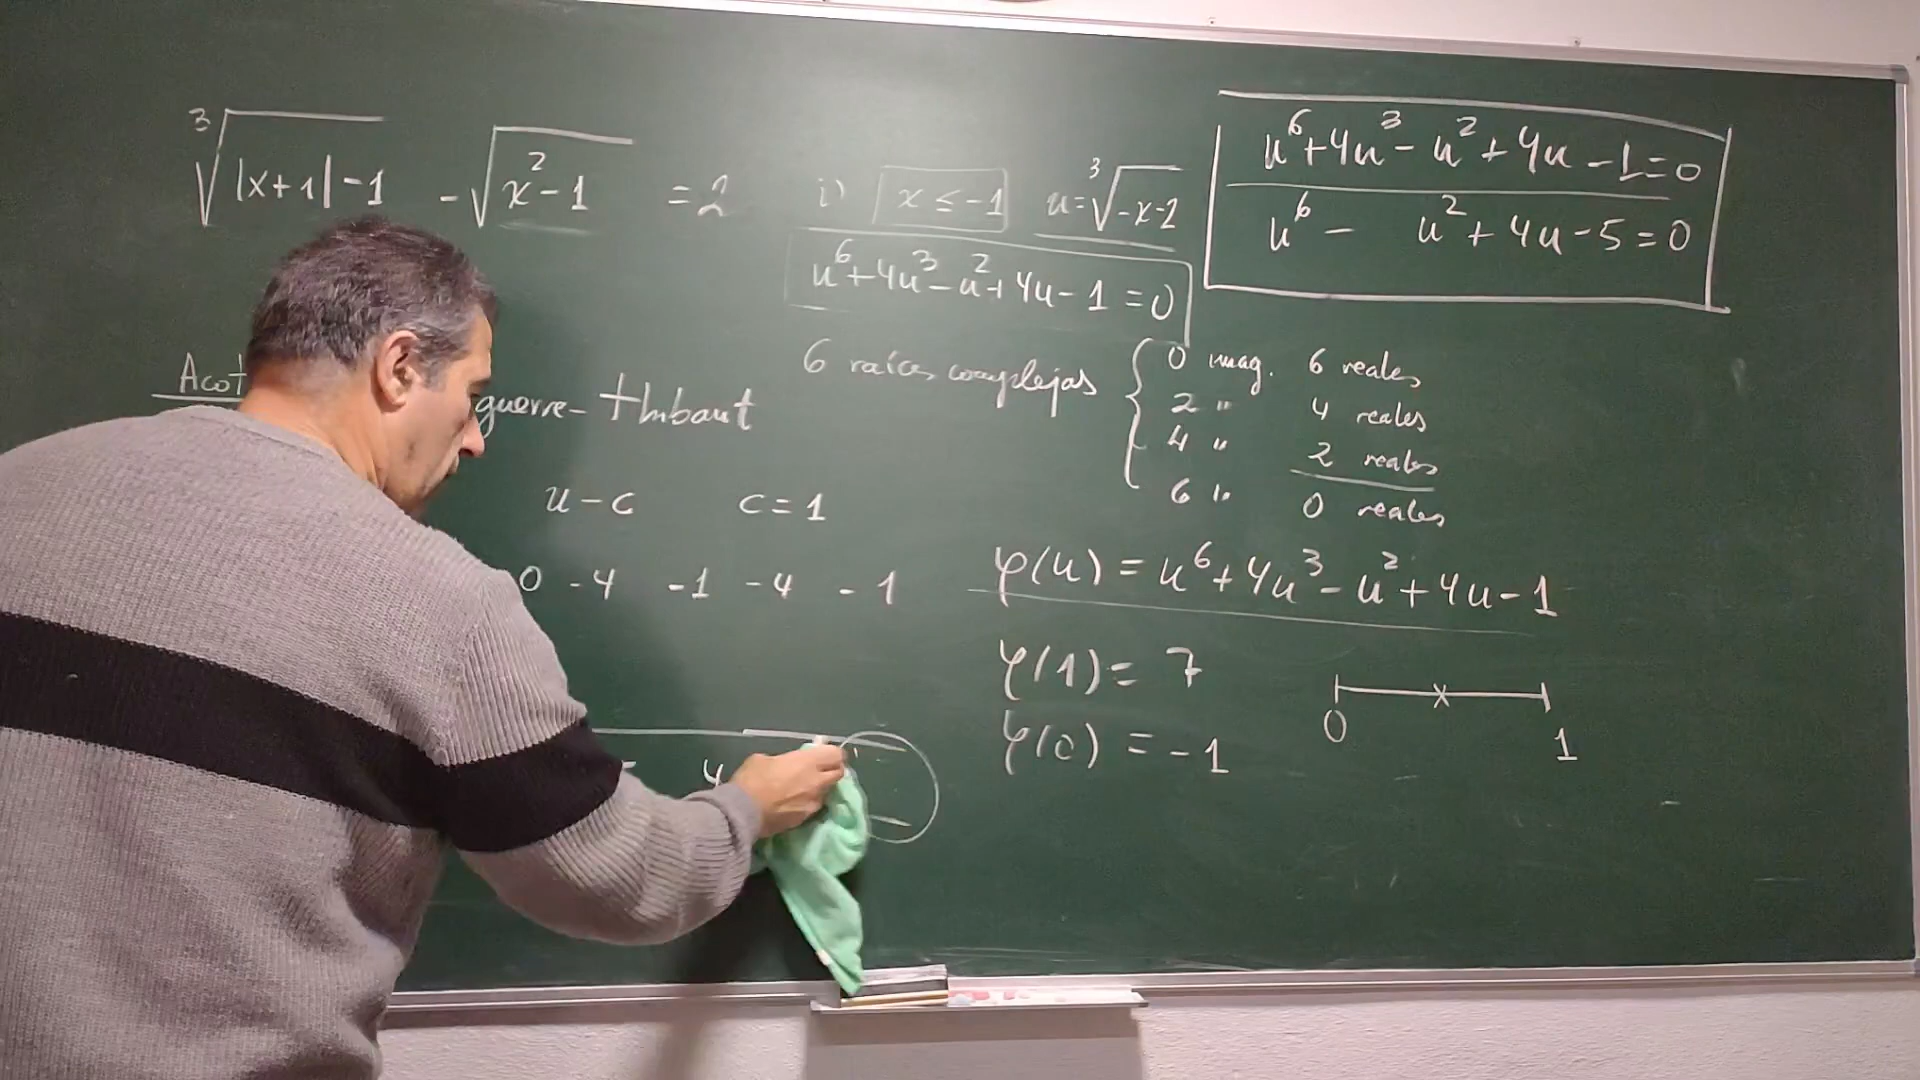 ∛(|x+1|-1) - √(x²-1) = 2
i) x ≤ -1 u = ∛(-x-2)
u⁶+4u³-u²+4u-1=0
u⁶+4u³-u²+4u-1=0
u⁶- u²+4u-5=0
6 raíces complejas
0 imag. 6 reales
2 " 4 reales
4 " 2 reales
6 " 0 reales
guerre-Thibaut
u-c c=1
0 -4 -1 -4 -1
4
φ(u) = u⁶+4u³-u²+4u-1
φ(1) = 7
φ(0) = -1
0 1